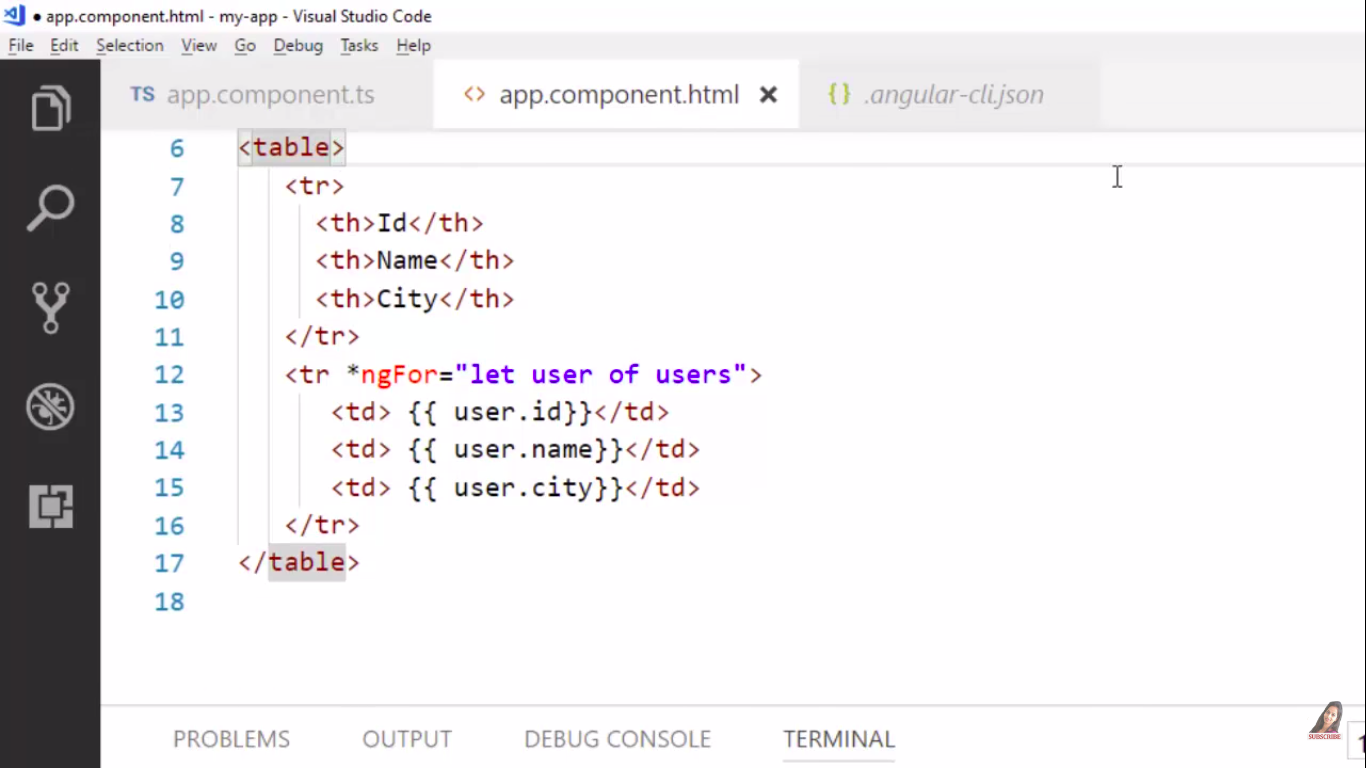 ● app.component.html - my-app - Visual Studio Code
File Edit Selection View Go Debug Tasks Help
TS app.component.ts <> app.component.html × {} .angular-cli.json
6 <table>
7 <tr>
8 <th>Id</th>
9 <th>Name</th>
10 <th>City</th>
11 </tr>
12 <tr *ngFor="let user of users">
13 <td> {{ user.id}}</td>
14 <td> {{ user.name}}</td>
15 <td> {{ user.city}}</td>
16 </tr>
17 </table>
18
PROBLEMS OUTPUT DEBUG CONSOLE TERMINAL
SUBSCRIBE